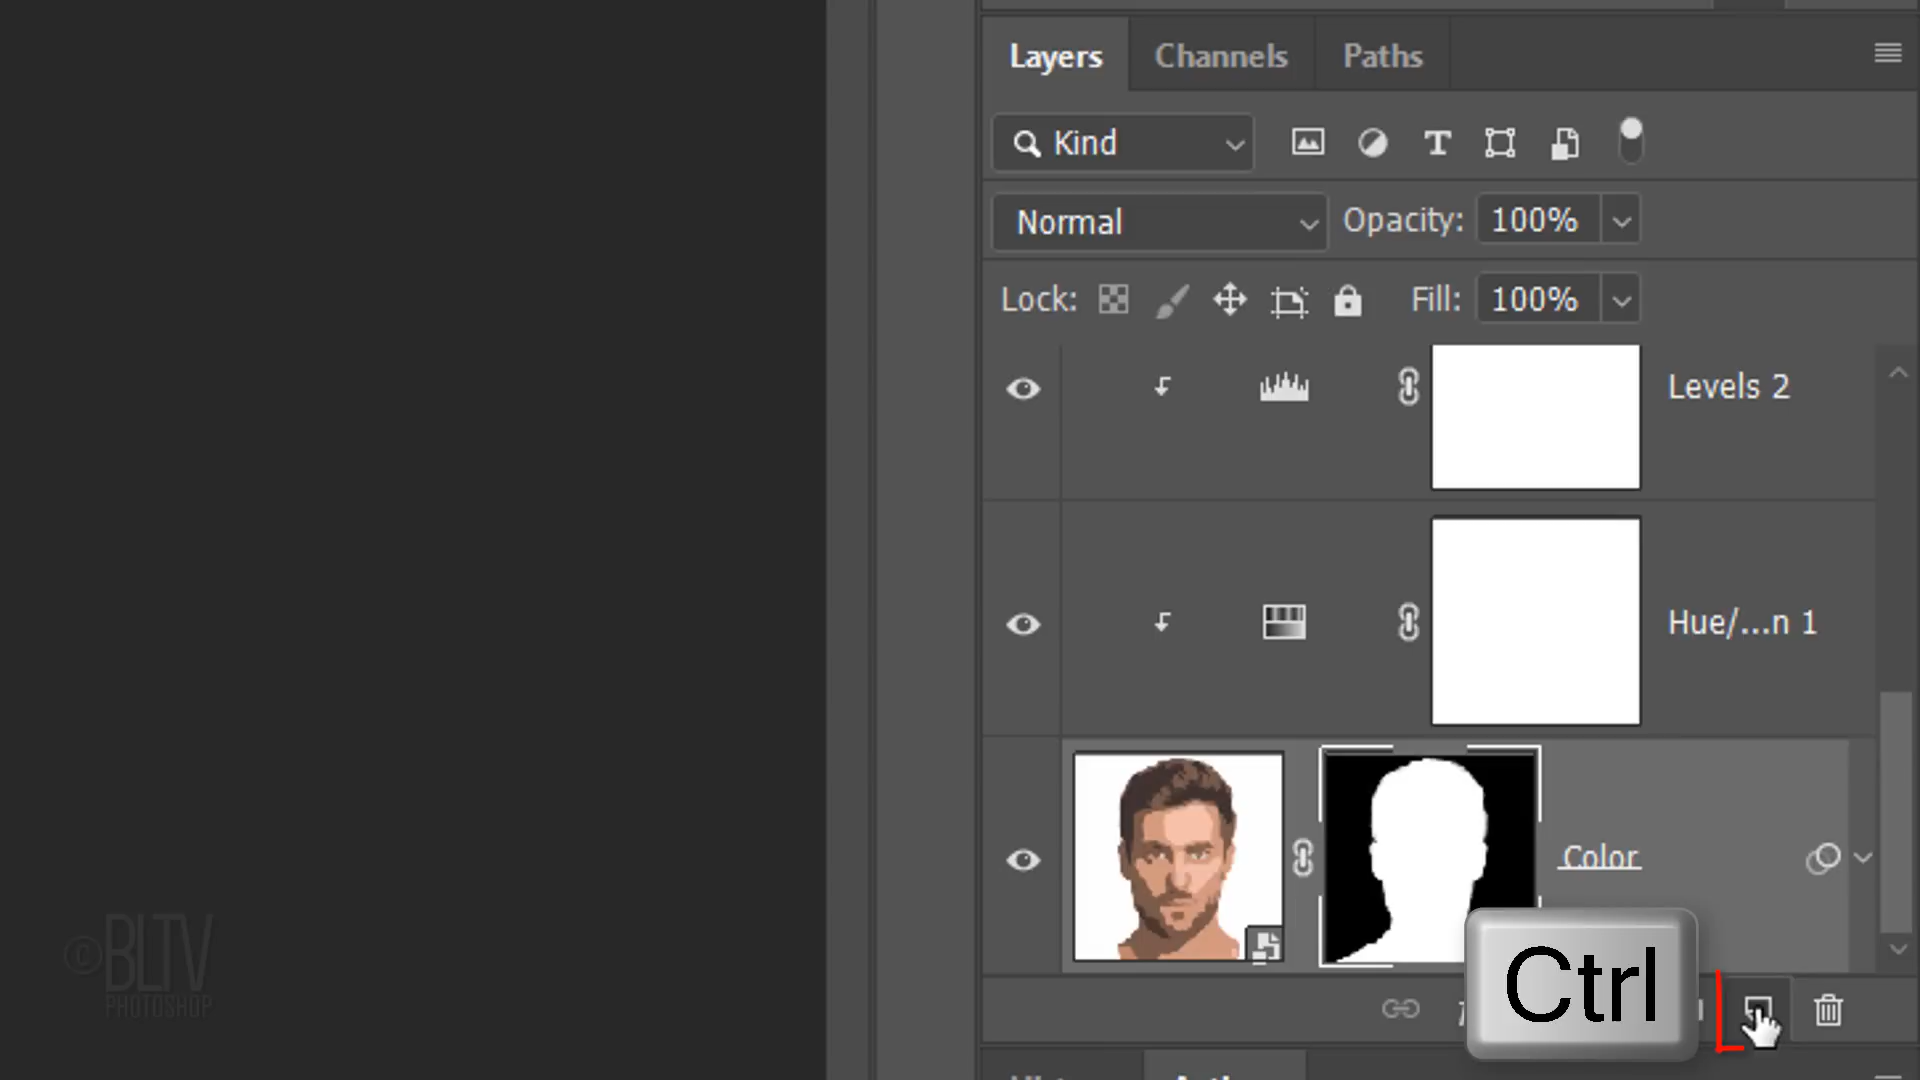 Layers Channels Paths
Kind
Normal Opacity: 100%
Lock: Fill: 100%
Levels 2
Hue/...n 1
Color
Ctrl
©BLTV
PHOTOSHOP